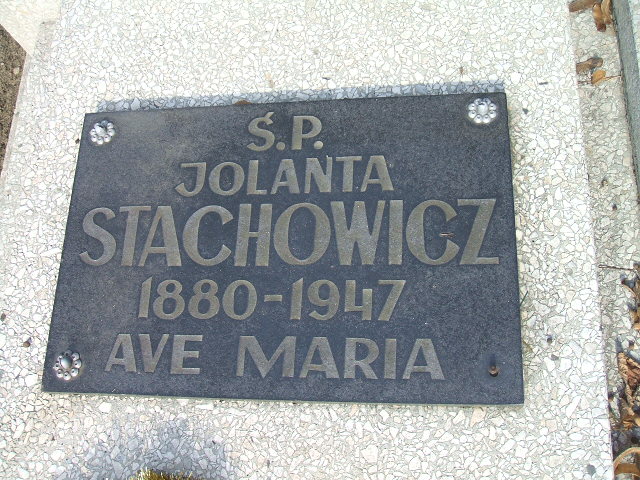 Ś.P.
JOLANTA
STACHOWICZ
1880-1947
AVE MARIA